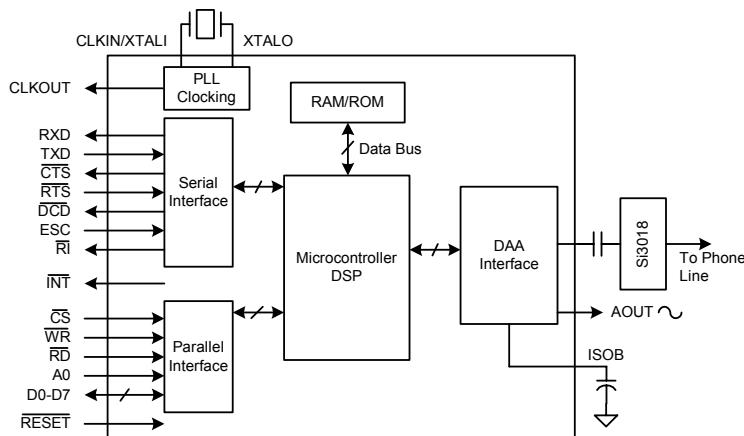 CLKIN/XTALI
XTALO
CLKOUT
PLL
Clocking
RAM/ROM
Data Bus
RXD
TXD
CTS
RTS
DCD
ESC
RI
Serial
Interface
INT
CS
WR
RD
A0
D0-D7
RESET
Parallel
Interface
Microcontroller
DSP
DAA
Interface
Si3018
To Phone
Line
AOUT
ISOB